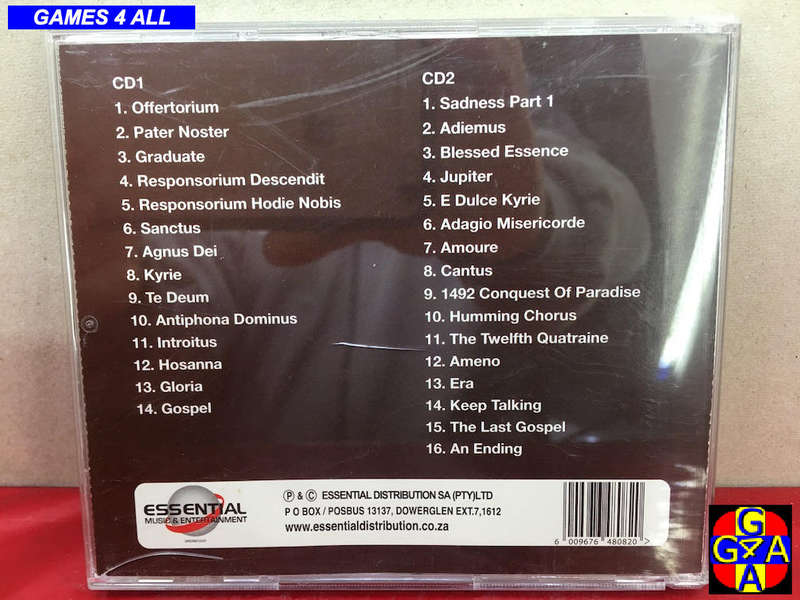 GAMES 4 ALL
CD1
1. Offertorium
2. Pater Noster
3. Graduate
4. Responsorium Descendit
5. Responsorium Hodie Nobis
6. Sanctus
7. Agnus Dei
8. Kyrie
9. Te Deum
10. Antiphona Dominus
11. Introitus
12. Hosanna
13. Gloria
14. Gospel
CD2
1. Sadness Part 1
2. Adiemus
3. Blessed Essence
4. Jupiter
5. E Dulce Kyrie
6. Adagio Misericorde
7. Amoure
8. Cantus
9. 1492 Conquest Of Paradise
10. Humming Chorus
11. The Twelfth Quatraine
12. Ameno
13. Era
14. Keep Talking
15. The Last Gospel
16. An Ending
ESSENTIAL
MUSIC & ENTERTAINMENT
Ⓟ & © ESSENTIAL DISTRIBUTION SA (PTY)LTD
P O BOX / POSBUS 13137, DOWERGLEN EXT.7,1612
www.essentialdistribution.co.za
6 009676 480820 >
G
G4A
A